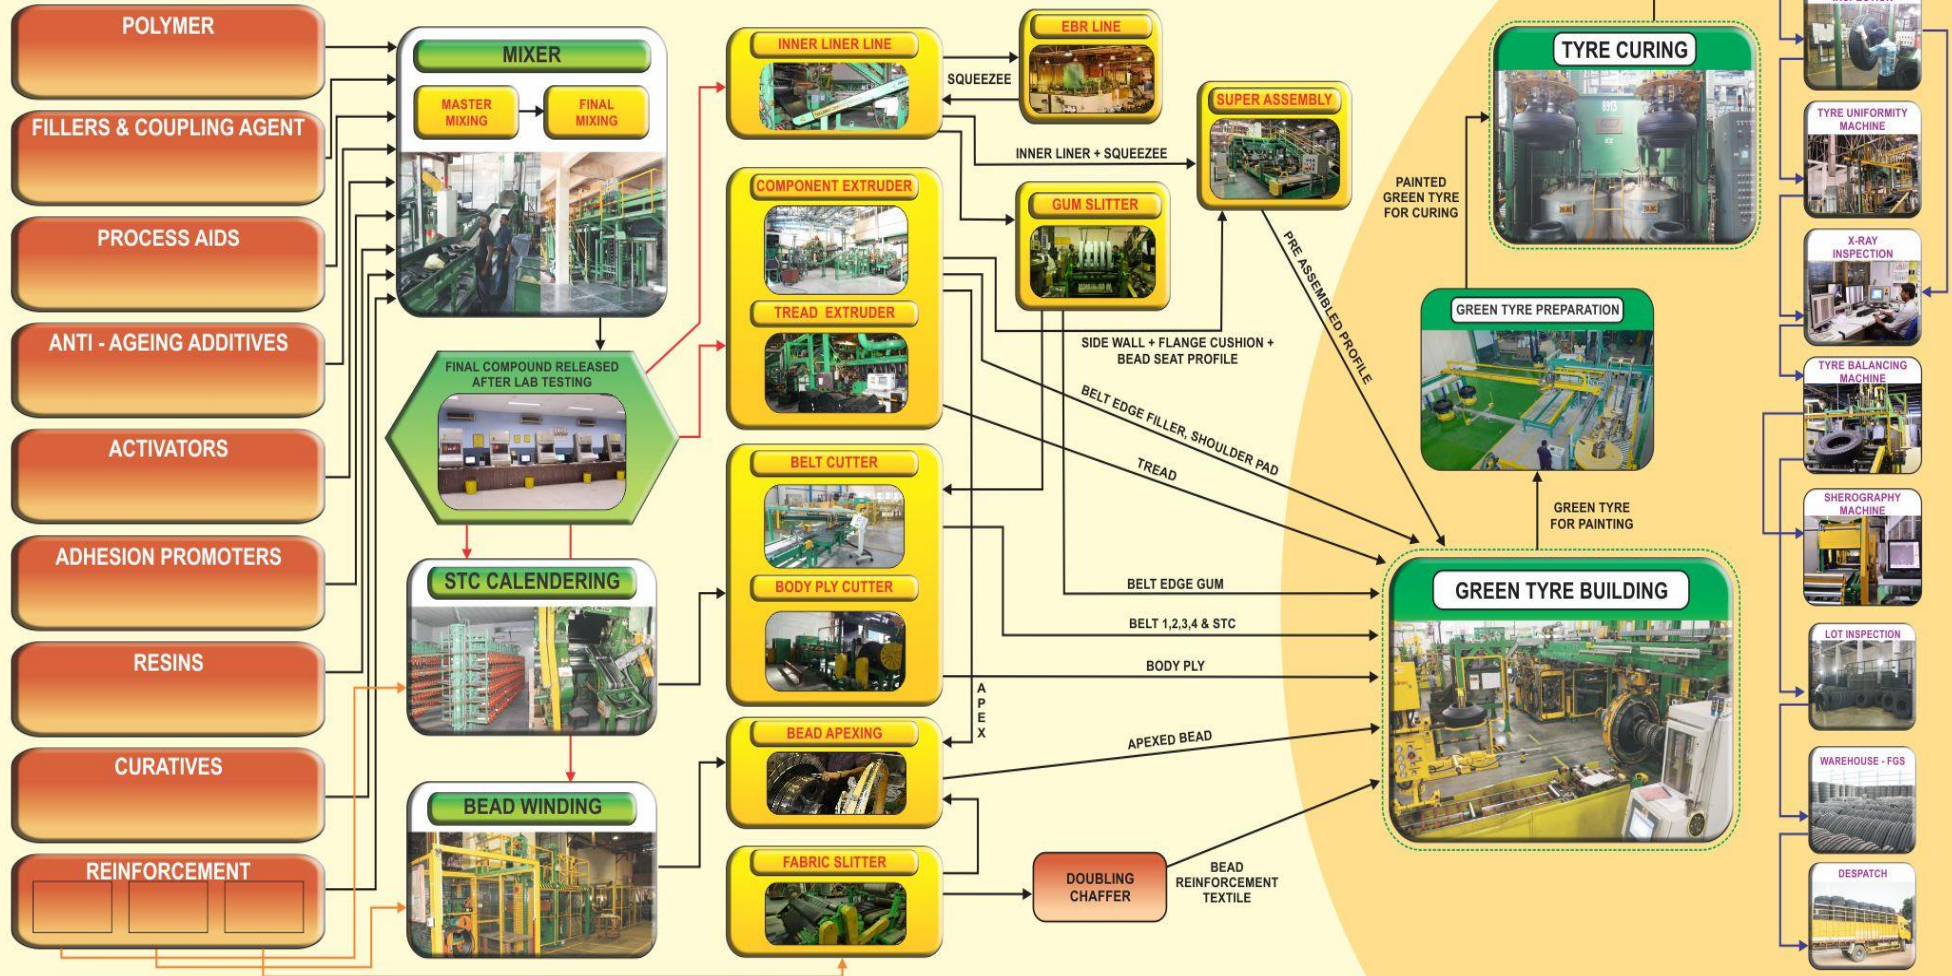 POLYMER
FILLERS & COUPLING AGENT
PROCESS AIDS
ANTI - AGEING ADDITIVES
ACTIVATORS
ADHESION PROMOTERS
RESINS
CURATIVES
REINFORCEMENT
MIXER
MASTER
MIXING
FINAL
MIXING
FINAL COMPOUND RELEASED
AFTER LAB TESTING
STC CALENDERING
BEAD WINDING
INNER LINER LINE
COMPONENT EXTRUDER
TREAD EXTRUDER
BELT CUTTER
BODY PLY CUTTER
BEAD APEXING
FABRIC SLITTER
EBR LINE
SQUEEZEE
SUPER ASSEMBLY
INNER LINER + SQUEEZEE
GUM SLITTER
SIDE WALL + FLANGE CUSHION +
BEAD SEAT PROFILE
PRE ASSEMBLED PROFILE
BELT EDGE FILLER, SHOULDER PAD
TREAD
BELT EDGE GUM
BELT 1,2,3,4 & STC
BODY PLY
APEX
APEXED BEAD
DOUBLING
CHAFFER
BEAD
REINFORCEMENT
TEXTILE
TYRE CURING
8913
PAINTED
GREEN TYRE
FOR CURING
GREEN TYRE PREPARATION
GREEN TYRE
FOR PAINTING
GREEN TYRE BUILDING
INSPECTION
TYRE UNIFORMITY
MACHINE
X-RAY
INSPECTION
TYRE BALANCING
MACHINE
SHEROGRAPHY
MACHINE
LOT INSPECTION
WAREHOUSE - FGS
DESPATCH